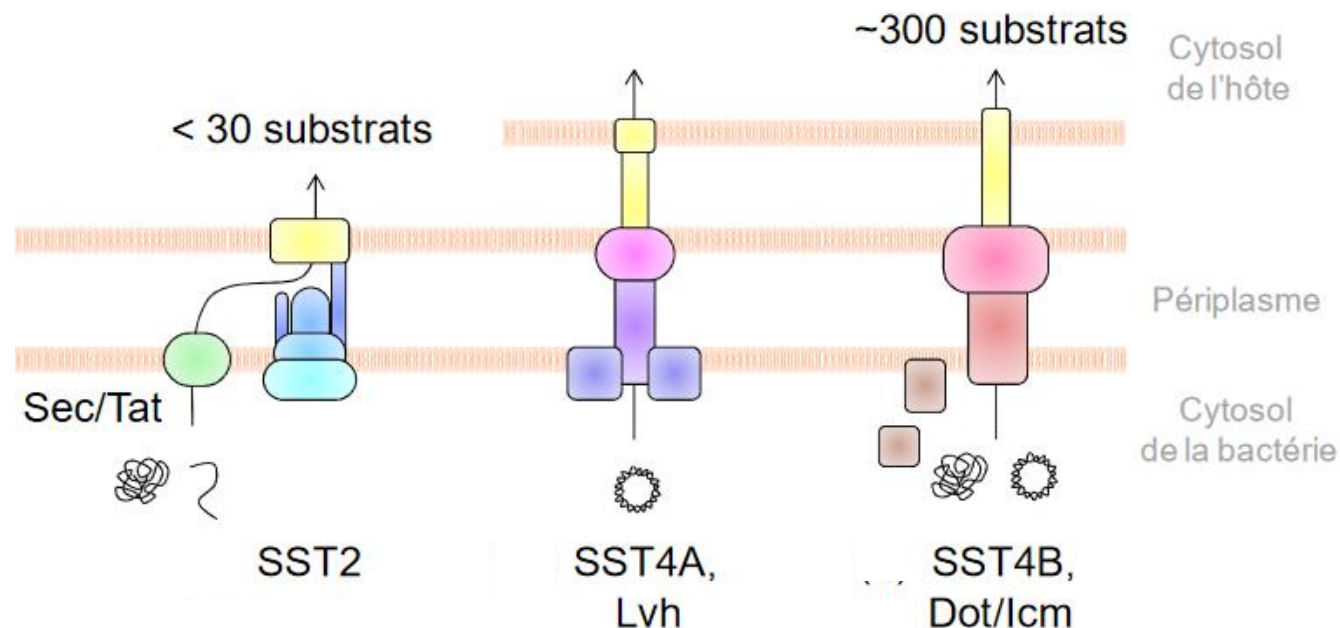 ~300 substrats
Cytosol
de l'hôte
< 30 substrats
Périplasme
Sec/Tat
Cytosol
de la bactérie
SST2
SST4A,
Lvh
SST4B,
Dot/Icm